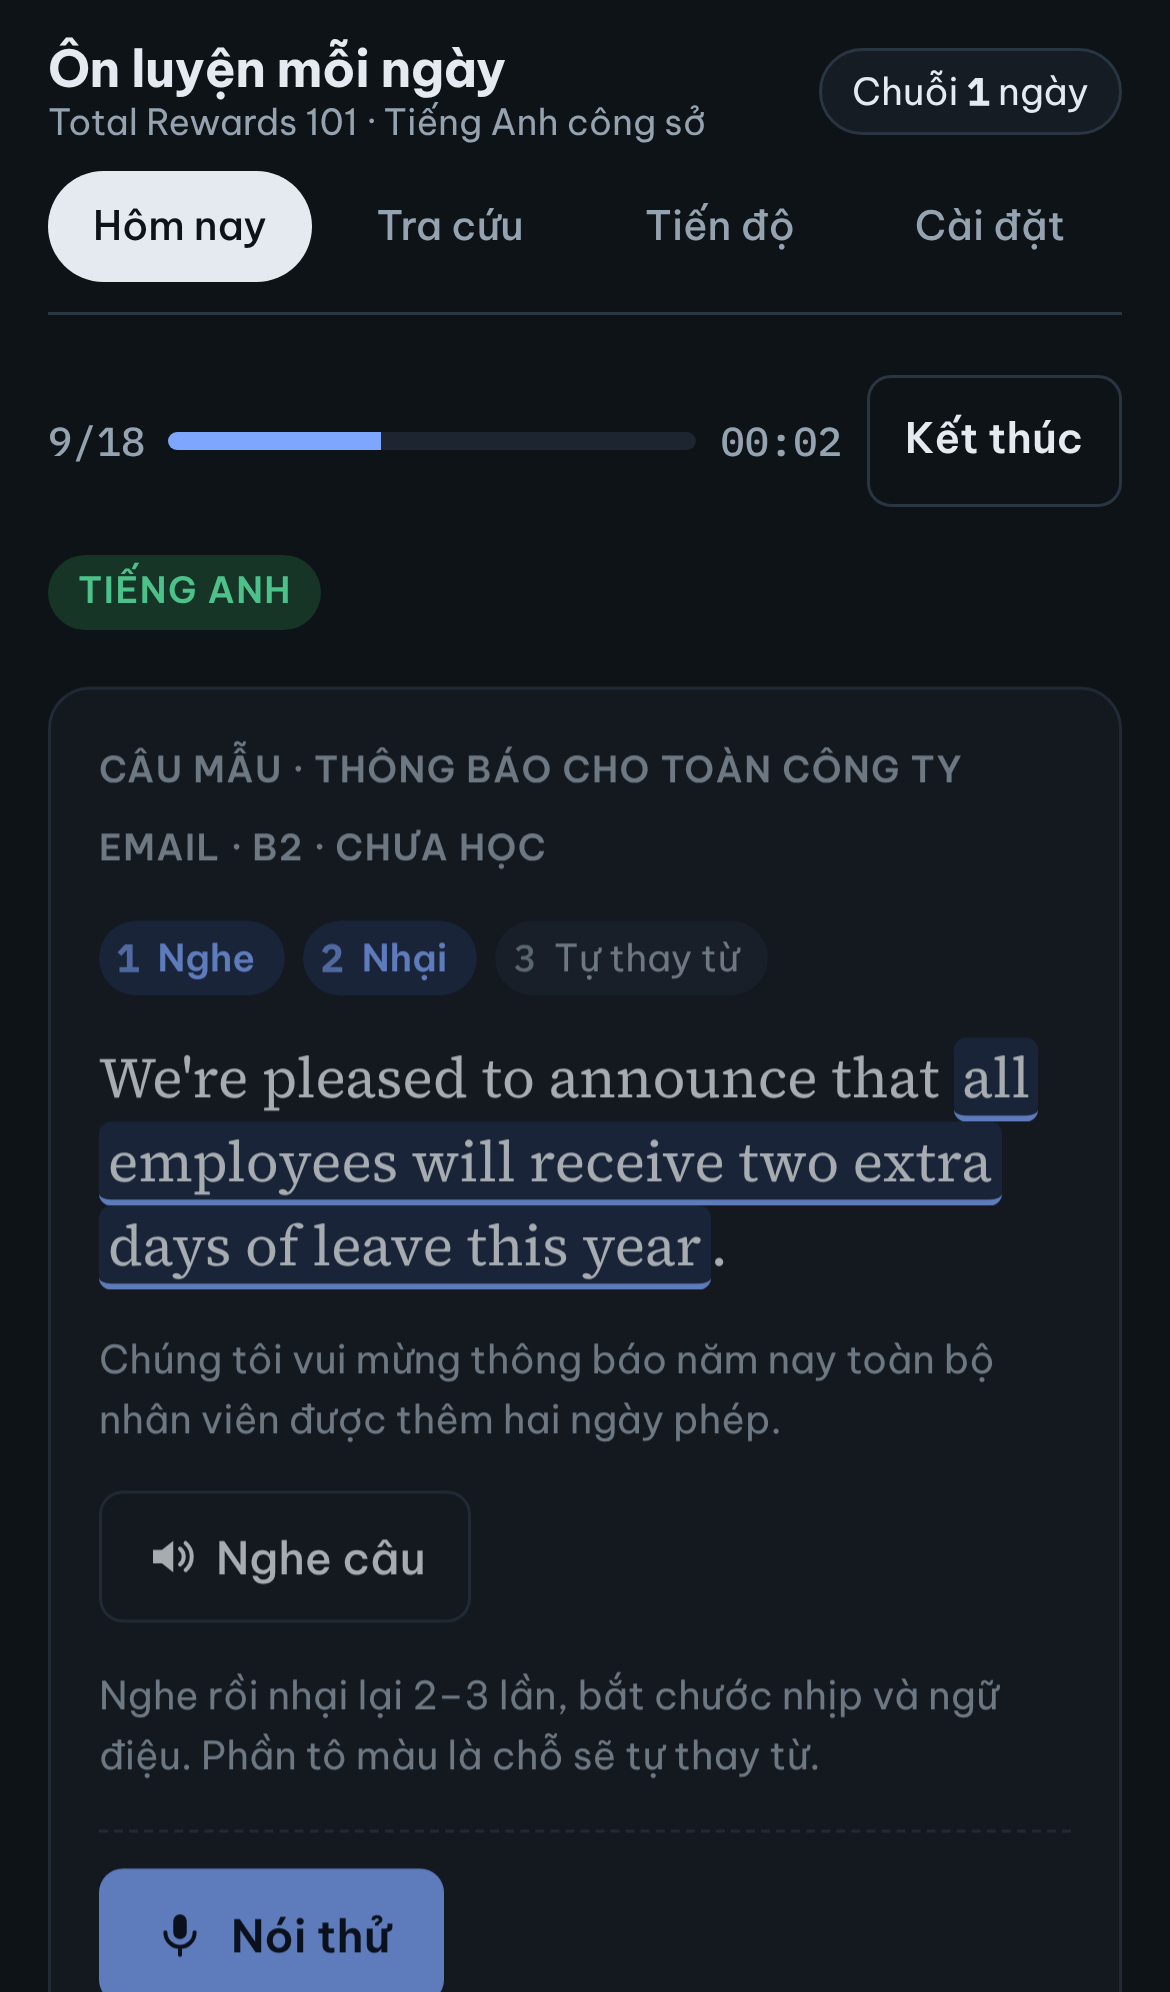 Ôn luyện mỗi ngày
Total Rewards 101 · Tiếng Anh công sở
Chuỗi 1 ngày
Hôm nay
Tra cứu
Tiến độ
Cài đặt
9/18
00:02
Kết thúc
TIẾNG ANH
CÂU MẪU · THÔNG BÁO CHO TOÀN CÔNG TY
EMAIL · B2 · CHƯA HỌC
1 Nghe
2 Nhại
3 Tự thay từ
We're pleased to announce that all
employees will receive two extra
days of leave this year.
Chúng tôi vui mừng thông báo năm nay toàn bộ
nhân viên được thêm hai ngày phép.
Nghe câu
Nghe rồi nhại lại 2–3 lần, bắt chước nhịp và ngữ
điệu. Phần tô màu là chỗ sẽ tự thay từ.
Nói thử